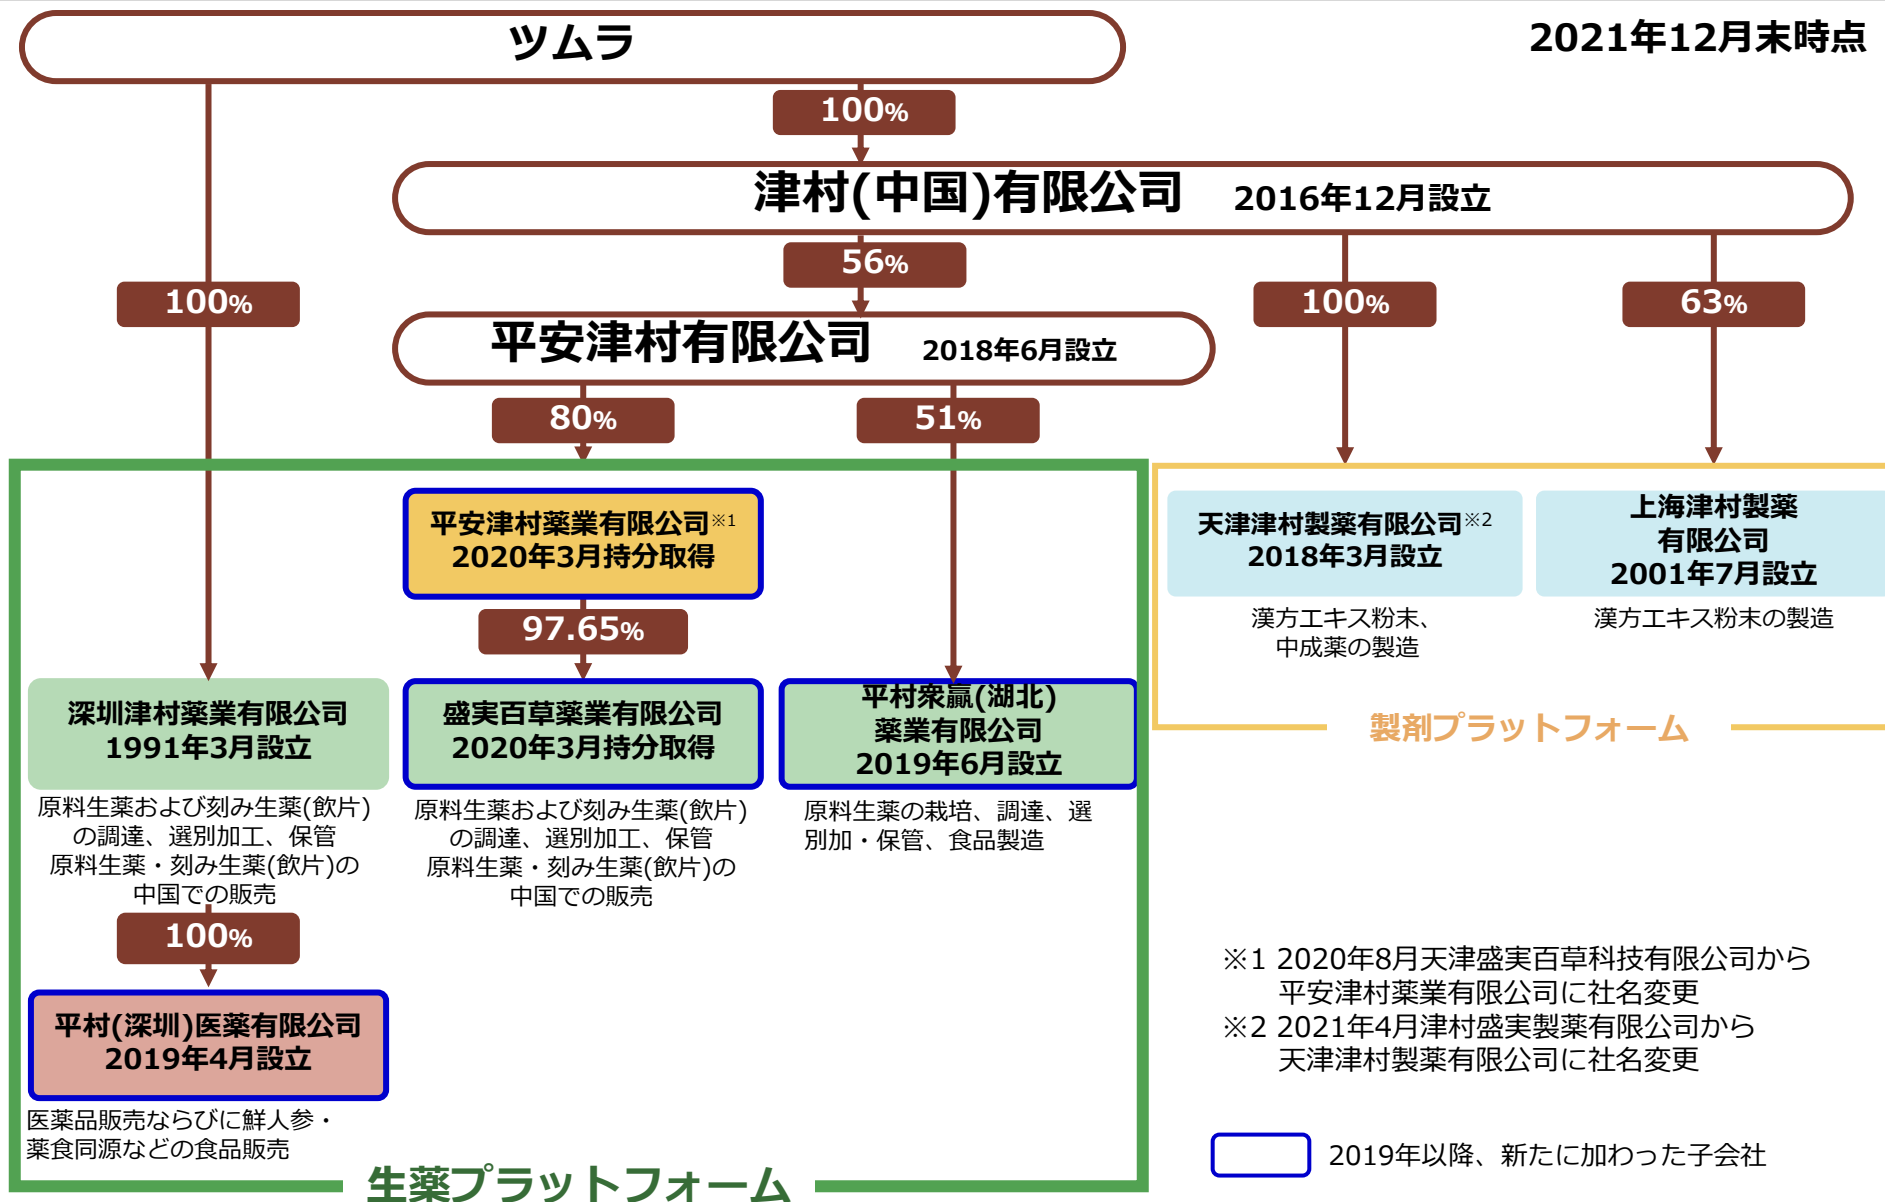 ツムラ
2021年12月末時点
100%
津村(中国)有限公司 2016年12月設立
56%
100%
100%
63%
平安津村有限公司 2018年6月設立
80%
51%
平安津村薬業有限公司※1
2020年3月持分取得
天津津村製薬有限公司※2
2018年3月設立
漢方エキス粉末、
中成薬の製造
上海津村製薬
有限公司
2001年7月設立
漢方エキス粉末の製造
製剤プラットフォーム
97.65%
深圳津村薬業有限公司
1991年3月設立
原料生薬および刻み生薬(飲片)
の調達、選別加工、保管
原料生薬・刻み生薬(飲片)の
中国での販売
盛実百草薬業有限公司
2020年3月持分取得
原料生薬および刻み生薬(飲片)
の調達、選別加工、保管
原料生薬・刻み生薬(飲片)の
中国での販売
平村衆贏(湖北)
薬業有限公司
2019年6月設立
原料生薬の栽培、調達、選
別加・保管、食品製造
100%
平村(深圳)医薬有限公司
2019年4月設立
医薬品販売ならびに鮮人参・
薬食同源などの食品販売
生薬プラットフォーム
※1 2020年8月天津盛実百草科技有限公司から
平安津村薬業有限公司に社名変更
※2 2021年4月津村盛実製薬有限公司から
天津津村製薬有限公司に社名変更
2019年以降、新たに加わった子会社